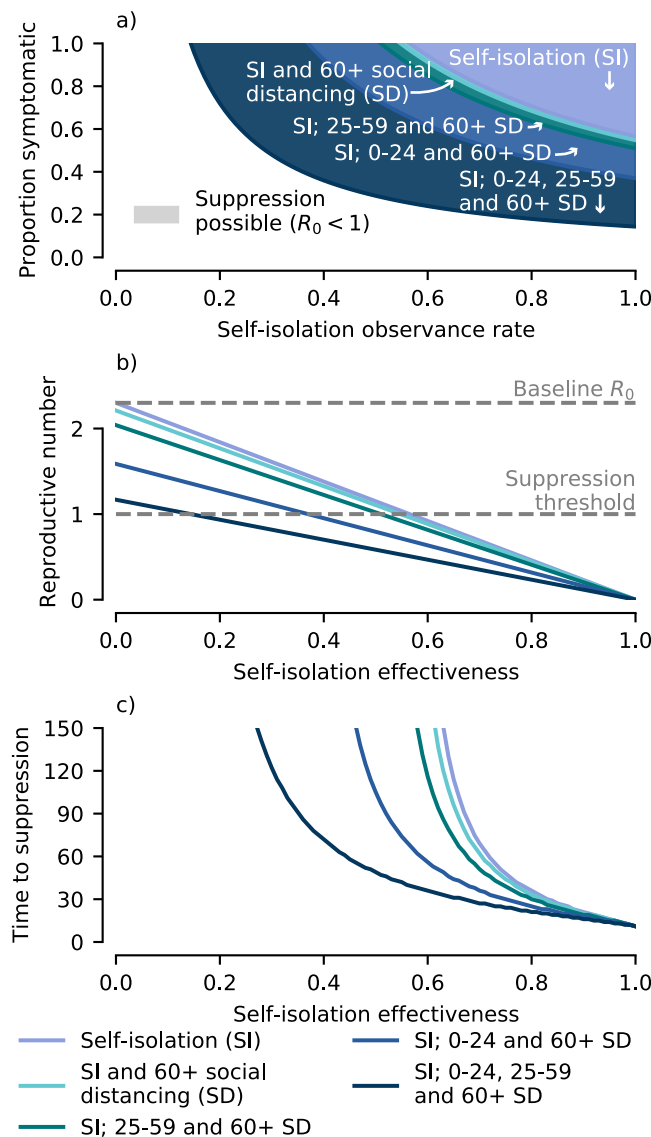 a)
Proportion symptomatic
1.0
0.8
0.6
0.4
0.2
0.0
Self-isolation (SI)
SI and 60+ social
distancing (SD)
SI; 25-59 and 60+ SD
SI; 0-24 and 60+ SD
SI; 0-24, 25-59
and 60+ SD
Suppression
possible (R0 < 1)
0.0 0.2 0.4 0.6 0.8 1.0
Self-isolation observance rate
b)
Reproductive number
2
1
0
Baseline R0
Suppression
threshold
0.0 0.2 0.4 0.6 0.8 1.0
Self-isolation effectiveness
c)
Time to suppression
150
120
90
60
30
0
0.0 0.2 0.4 0.6 0.8 1.0
Self-isolation effectiveness
Self-isolation (SI)
SI and 60+ social
distancing (SD)
SI; 25-59 and 60+ SD
SI; 0-24 and 60+ SD
SI; 0-24, 25-59
and 60+ SD